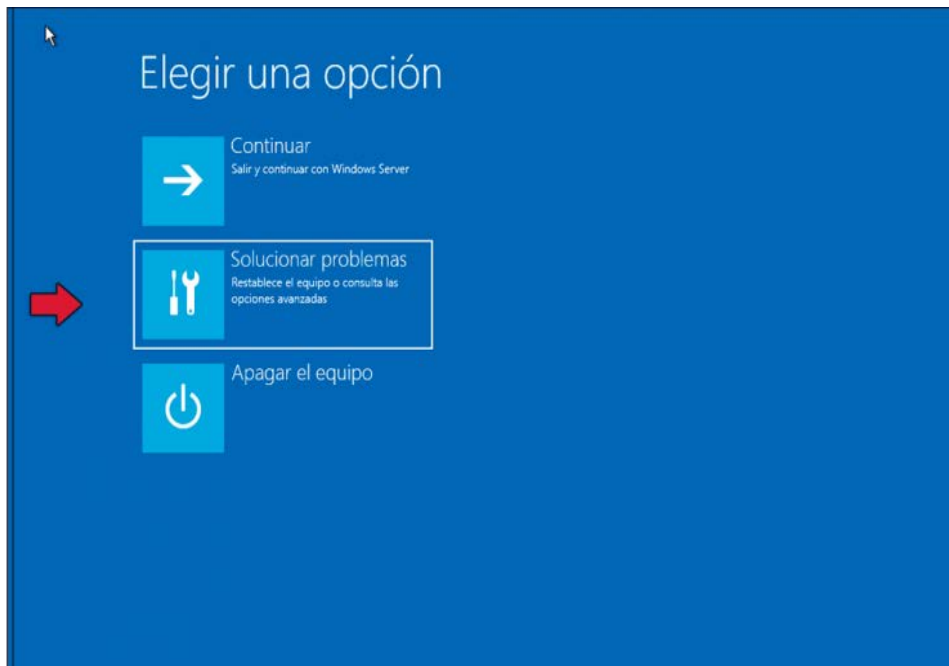 Elegir una opción
Continuar
Salir y continuar con Windows Server
Solucionar problemas
Restablece el equipo o consulta las
opciones avanzadas
Apagar el equipo